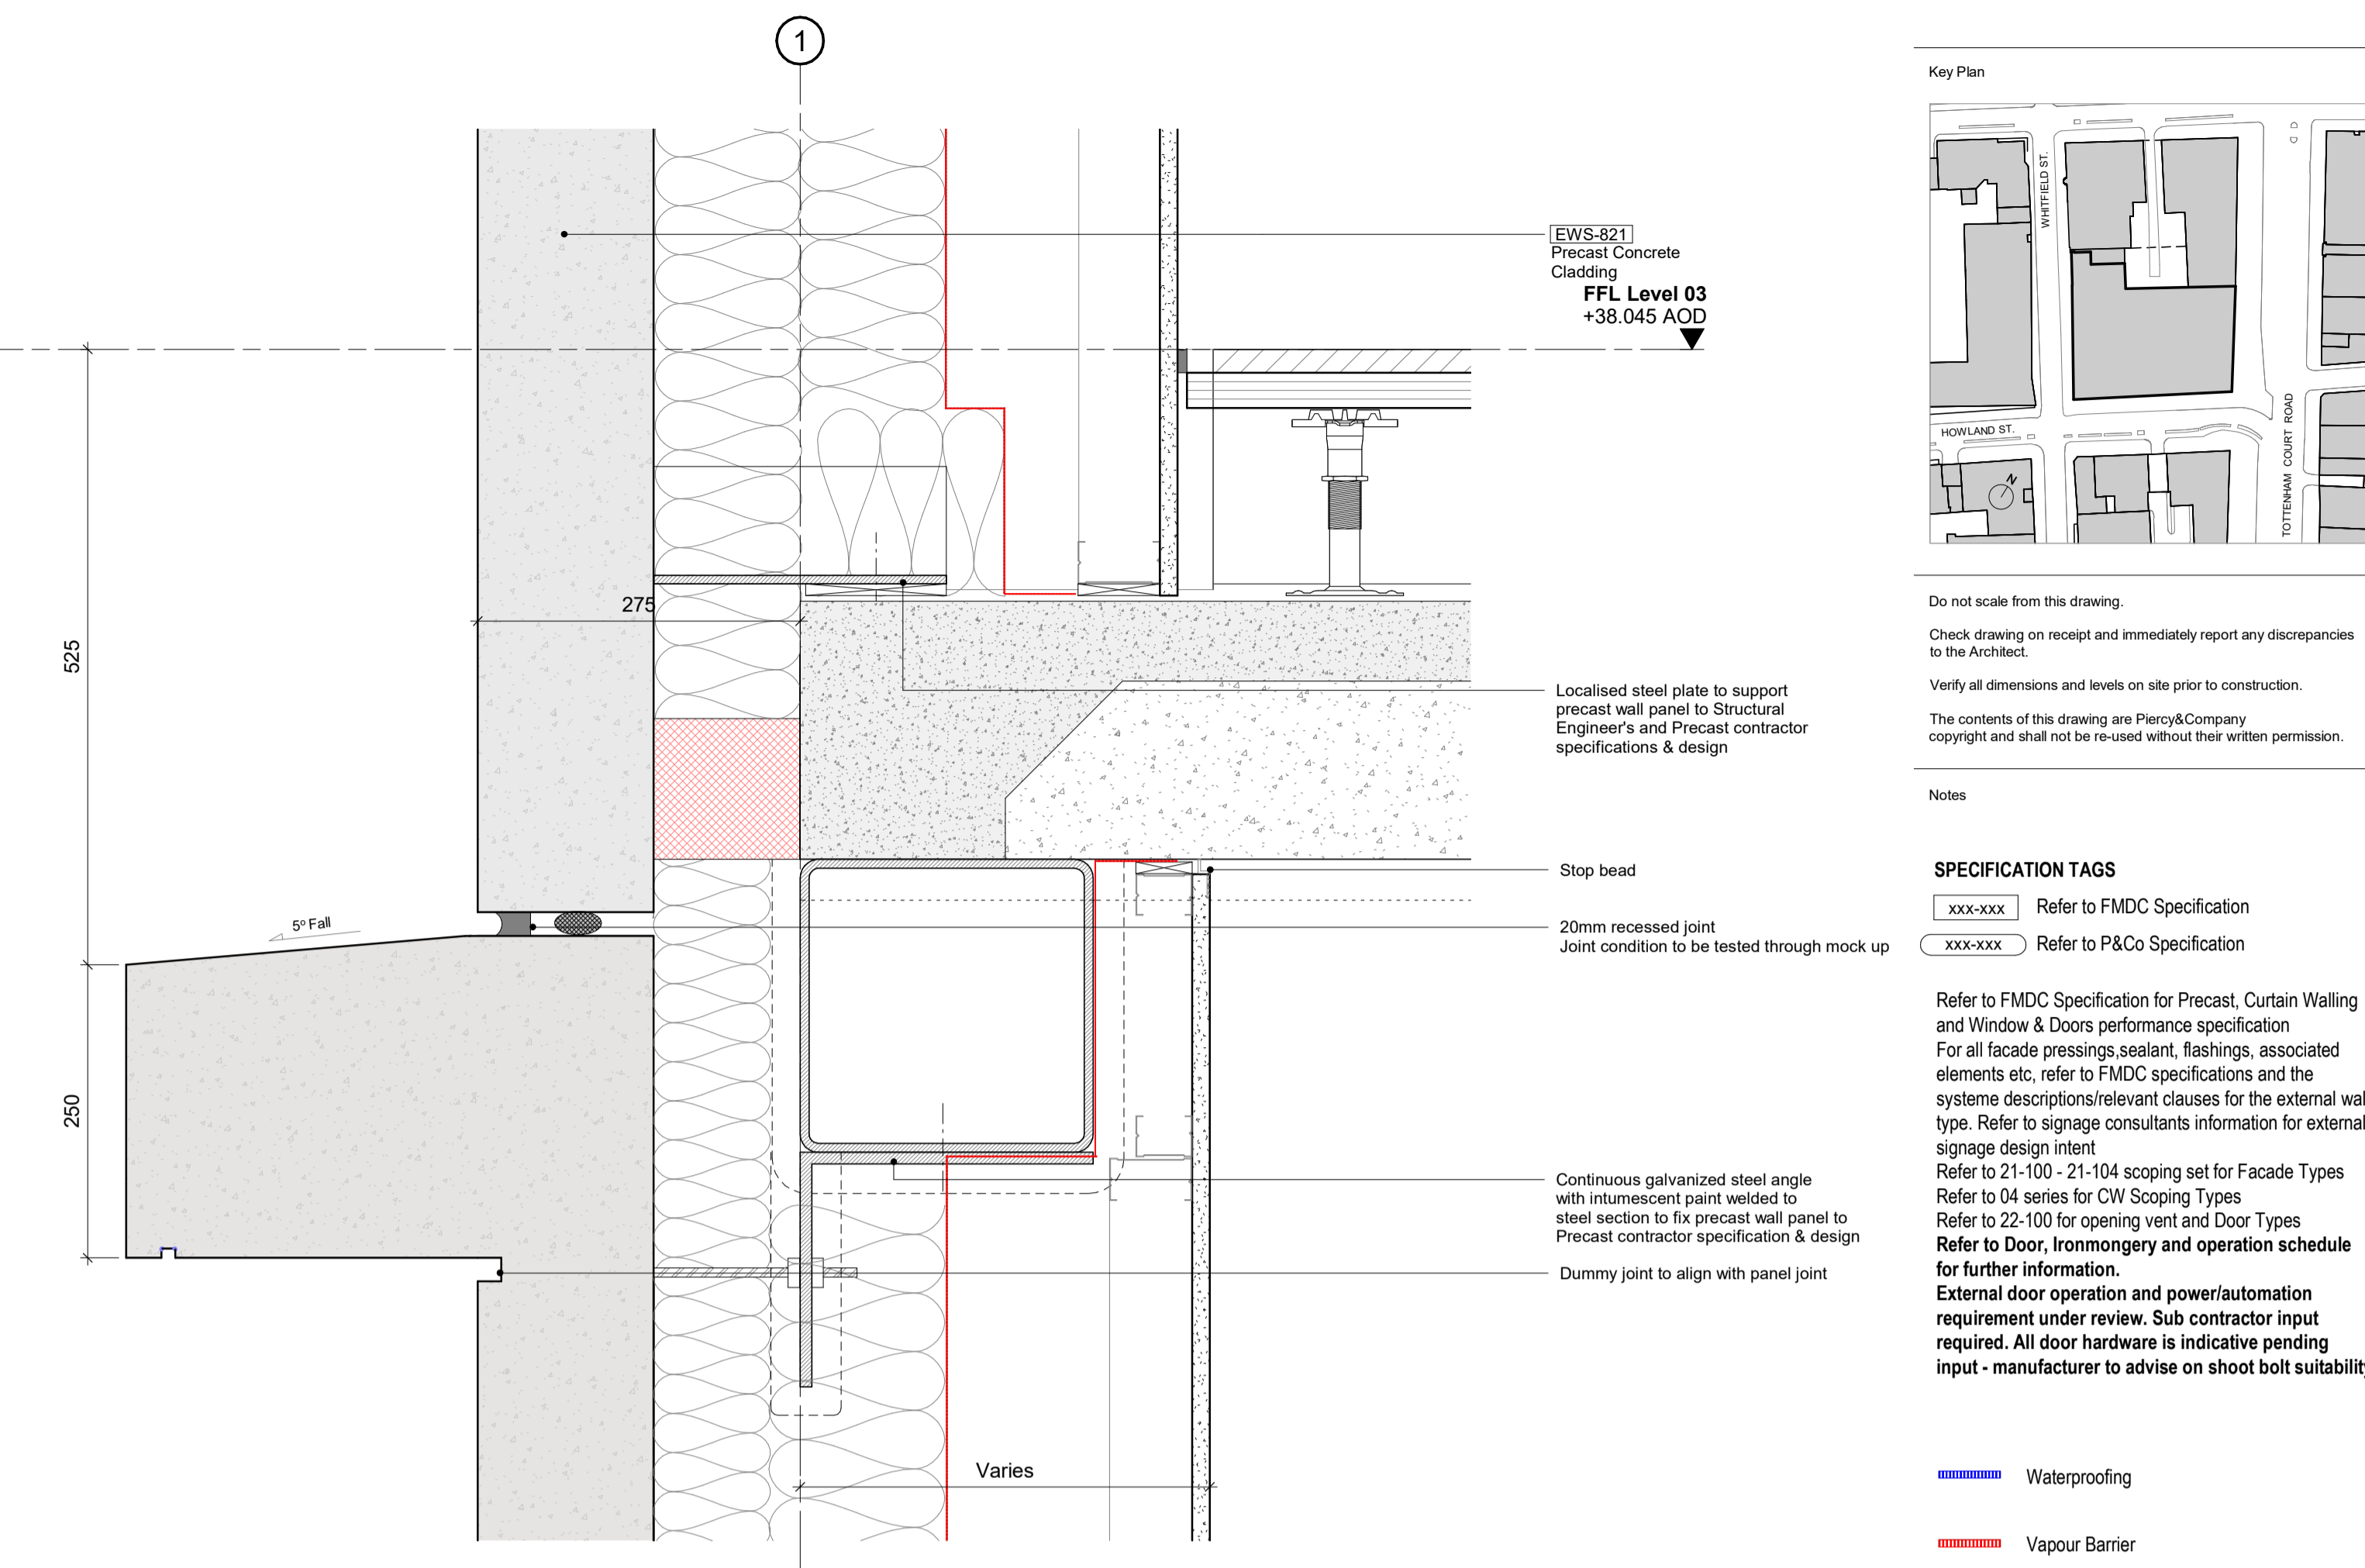 1
Key Plan
WHITFIELD ST.
HOWLAND ST.
TOTTENHAM COURT ROAD
N
EWS-821
Precast Concrete
Cladding
FFL Level 03
+38.045 AOD
275
525
250
5º Fall
Localised steel plate to support
precast wall panel to Structural
Engineer's and Precast contractor
specifications & design
Stop bead
20mm recessed joint
Joint condition to be tested through mock up
Continuous galvanized steel angle
with intumescent paint welded to
steel section to fix precast wall panel to
Precast contractor specification & design
Dummy joint to align with panel joint
Varies
Do not scale from this drawing.
Check drawing on receipt and immediately report any discrepancies
to the Architect.
Verify all dimensions and levels on site prior to construction.
The contents of this drawing are Piercy&Company
copyright and shall not be re-used without their written permission.
Notes
SPECIFICATION TAGS
xxx-xxx Refer to FMDC Specification
xxx-xxx Refer to P&Co Specification
Refer to FMDC Specification for Precast, Curtain Walling
and Window & Doors performance specification
For all facade pressings,sealant, flashings, associated
elements etc, refer to FMDC specifications and the
systeme descriptions/relevant clauses for the external wal
type. Refer to signage consultants information for external
signage design intent
Refer to 21-100 - 21-104 scoping set for Facade Types
Refer to 04 series for CW Scoping Types
Refer to 22-100 for opening vent and Door Types
Refer to Door, Ironmongery and operation schedule
for further information.
External door operation and power/automation
requirement under review. Sub contractor input
required. All door hardware is indicative pending
input - manufacturer to advise on shoot bolt suitability
Waterproofing
Vapour Barrier